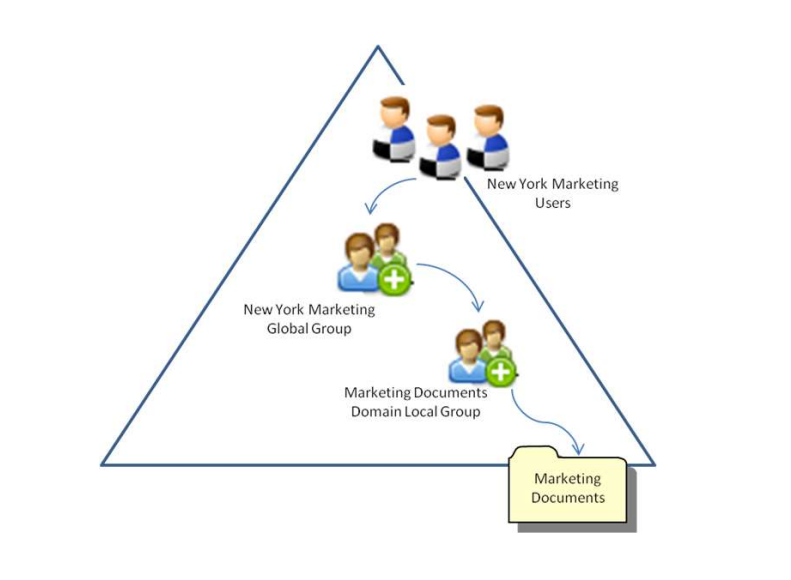 New York Marketing
Users
New York Marketing
Global Group
Marketing Documents
Domain Local Group
Marketing
Documents